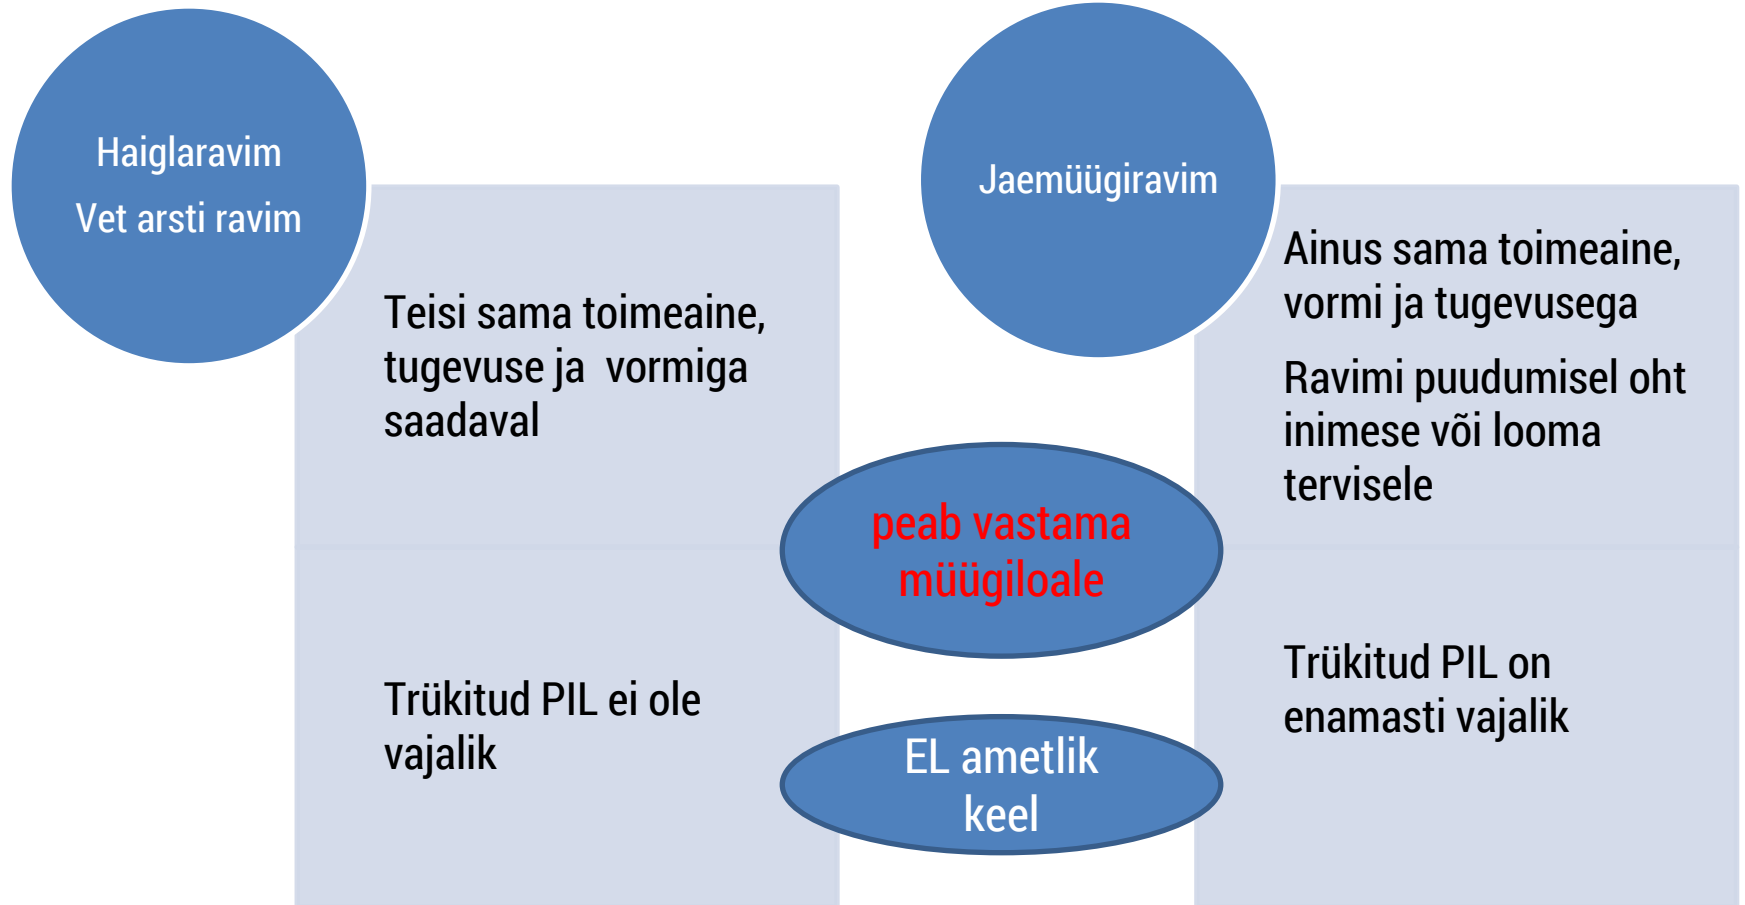 Haiglaravim
Vet arsti ravim
Teisi sama toimeaine,
tugevuse ja vormiga
saadaval
Trükitud PIL ei ole
vajalik
peab vastama
müügiloale
EL ametlik
keel
Jaemüügiravim
Ainus sama toimeaine,
vormi ja tugevusega
Ravimi puudumisel oht
inimese või looma
tervisele
Trükitud PIL on
enamasti vajalik